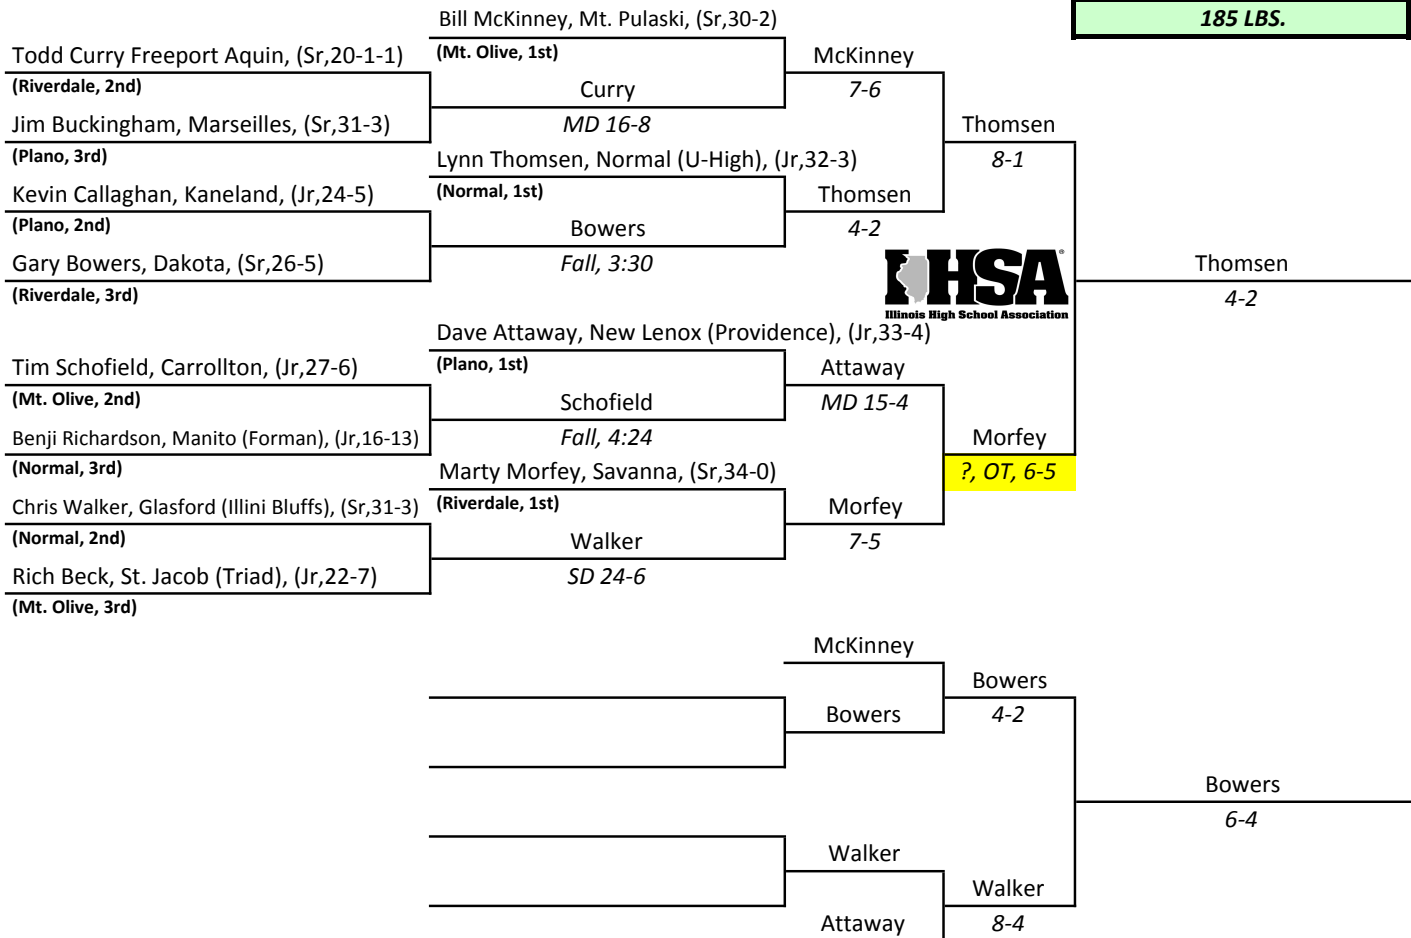 Bill McKinney, Mt. Pulaski, (Sr,30-2)
185 LBS.
Todd Curry Freeport Aquin, (Sr,20-1-1)
(Mt. Olive, 1st)
McKinney
(Riverdale, 2nd)
Curry
7-6
Jim Buckingham, Marseilles, (Sr,31-3)
MD 16-8
Thomsen
(Plano, 3rd)
Lynn Thomsen, Normal (U-High), (Jr,32-3)
8-1
Kevin Callaghan, Kaneland, (Jr,24-5)
(Normal, 1st)
Thomsen
(Plano, 2nd)
Bowers
4-2
Gary Bowers, Dakota, (Sr,26-5)
Fall, 3:30
IHSA
Thomsen
(Riverdale, 3rd)
4-2
Illinois High School Association
Dave Attaway, New Lenox (Providence), (Jr,33-4)
Tim Schofield, Carrollton, (Jr,27-6)
(Plano, 1st)
Attaway
(Mt. Olive, 2nd)
Schofield
MD 15-4
Benji Richardson, Manito (Forman), (Jr,16-13)
Fall, 4:24
Morfey
(Normal, 3rd)
Marty Morfey, Savanna, (Sr,34-0)
?, OT, 6-5
Chris Walker, Glasford (Illini Bluffs), (Sr,31-3)
(Riverdale, 1st)
Morfey
(Normal, 2nd)
Walker
7-5
Rich Beck, St. Jacob (Triad), (Jr,22-7)
SD 24-6
(Mt. Olive, 3rd)
McKinney
Bowers
Bowers
4-2
Bowers
6-4
Walker
Walker
Attaway
8-4